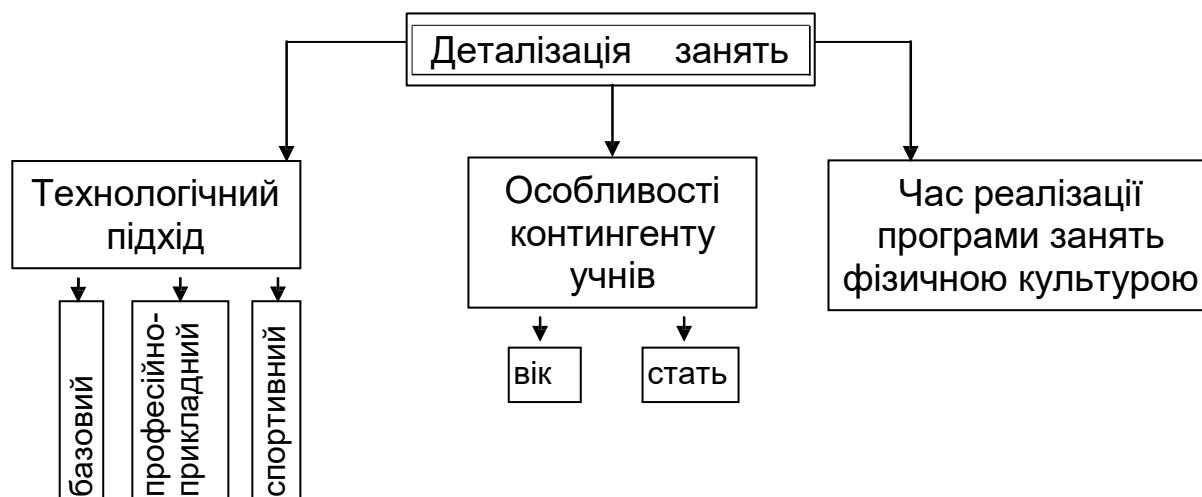 Деталізація занять
Технологічний
підхід
Особливості
контингенту
учнів
Час реалізації
програми занять
фізичною культурою
базовий
професійно-
прикладний
спортивний
вік
стать